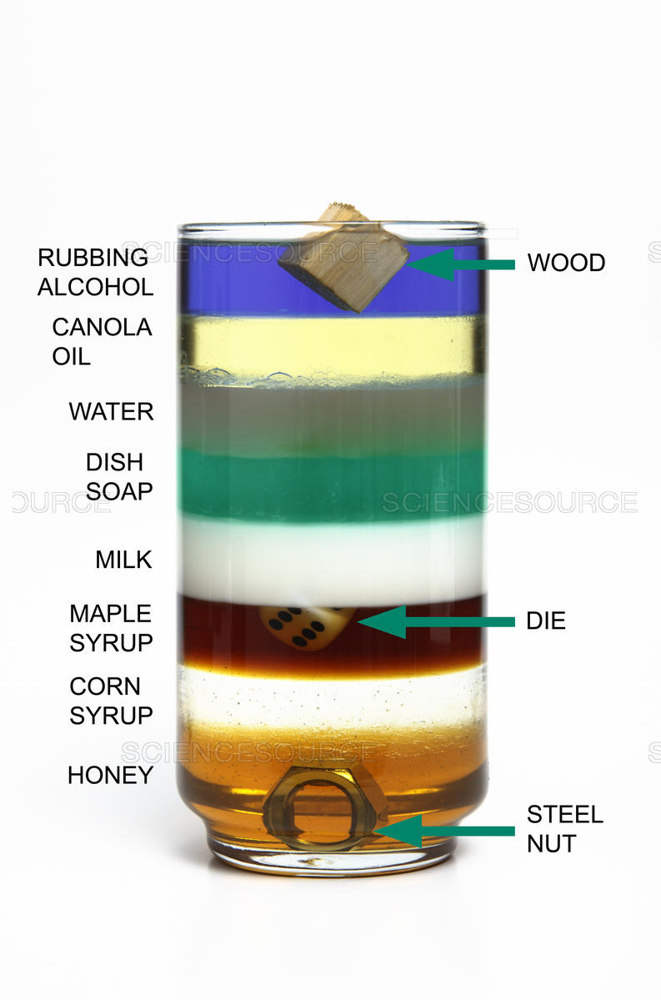 SCIENCESOURCE
RUBBING
ALCOHOL
WOOD
CANOLA
OIL
WATER
DISH
SOAP
OURCE
SCIENCESOURCE
MILK
MAPLE
SYRUP
DIE
CORN
SYRUP
SCIENCESOURCE
HONEY
STEEL
NUT